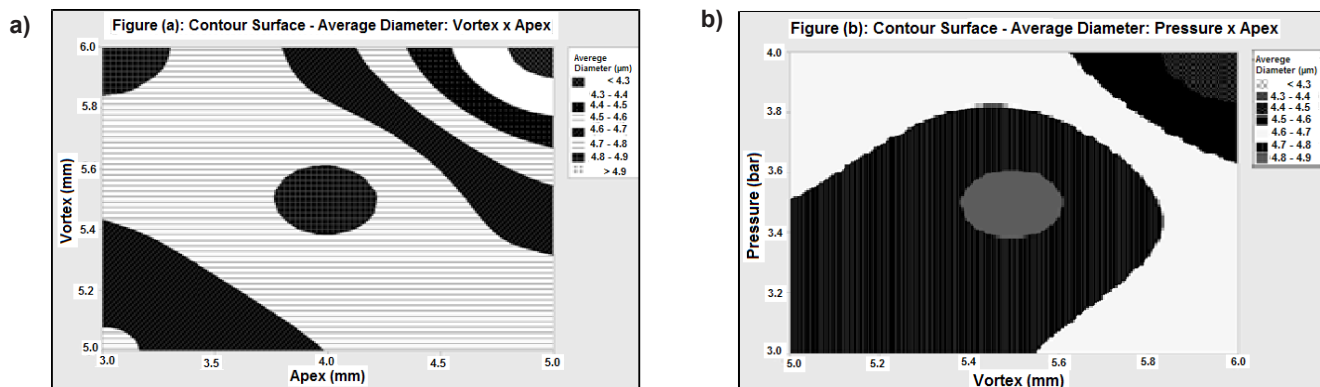 a)
Figure (a): Contour Surface - Average Diameter: Vortex x Apex
6.0
5.8
5.6
5.4
5.2
5.0
Vortex (mm)
3.0 3.5 4.0 4.5 5.0
Apex (mm)
Averege
Diameter (µm)
< 4.3
4.3 - 4.4
4.4 - 4.5
4.5 - 4.6
4.6 - 4.7
4.7 - 4.8
4.8 - 4.9
> 4.9
b)
Figure (b): Contour Surface - Average Diameter: Pressure x Apex
4.0
3.8
3.6
3.4
3.2
3.0
Pressure (bar)
5.0 5.2 5.4 5.6 5.8 6.0
Vortex (mm)
Average
Diameter (µm)
< 4.3
4.3 - 4.4
4.4 - 4.5
4.5 - 4.6
4.6 - 4.7
4.7 - 4.8
4.8 - 4.9